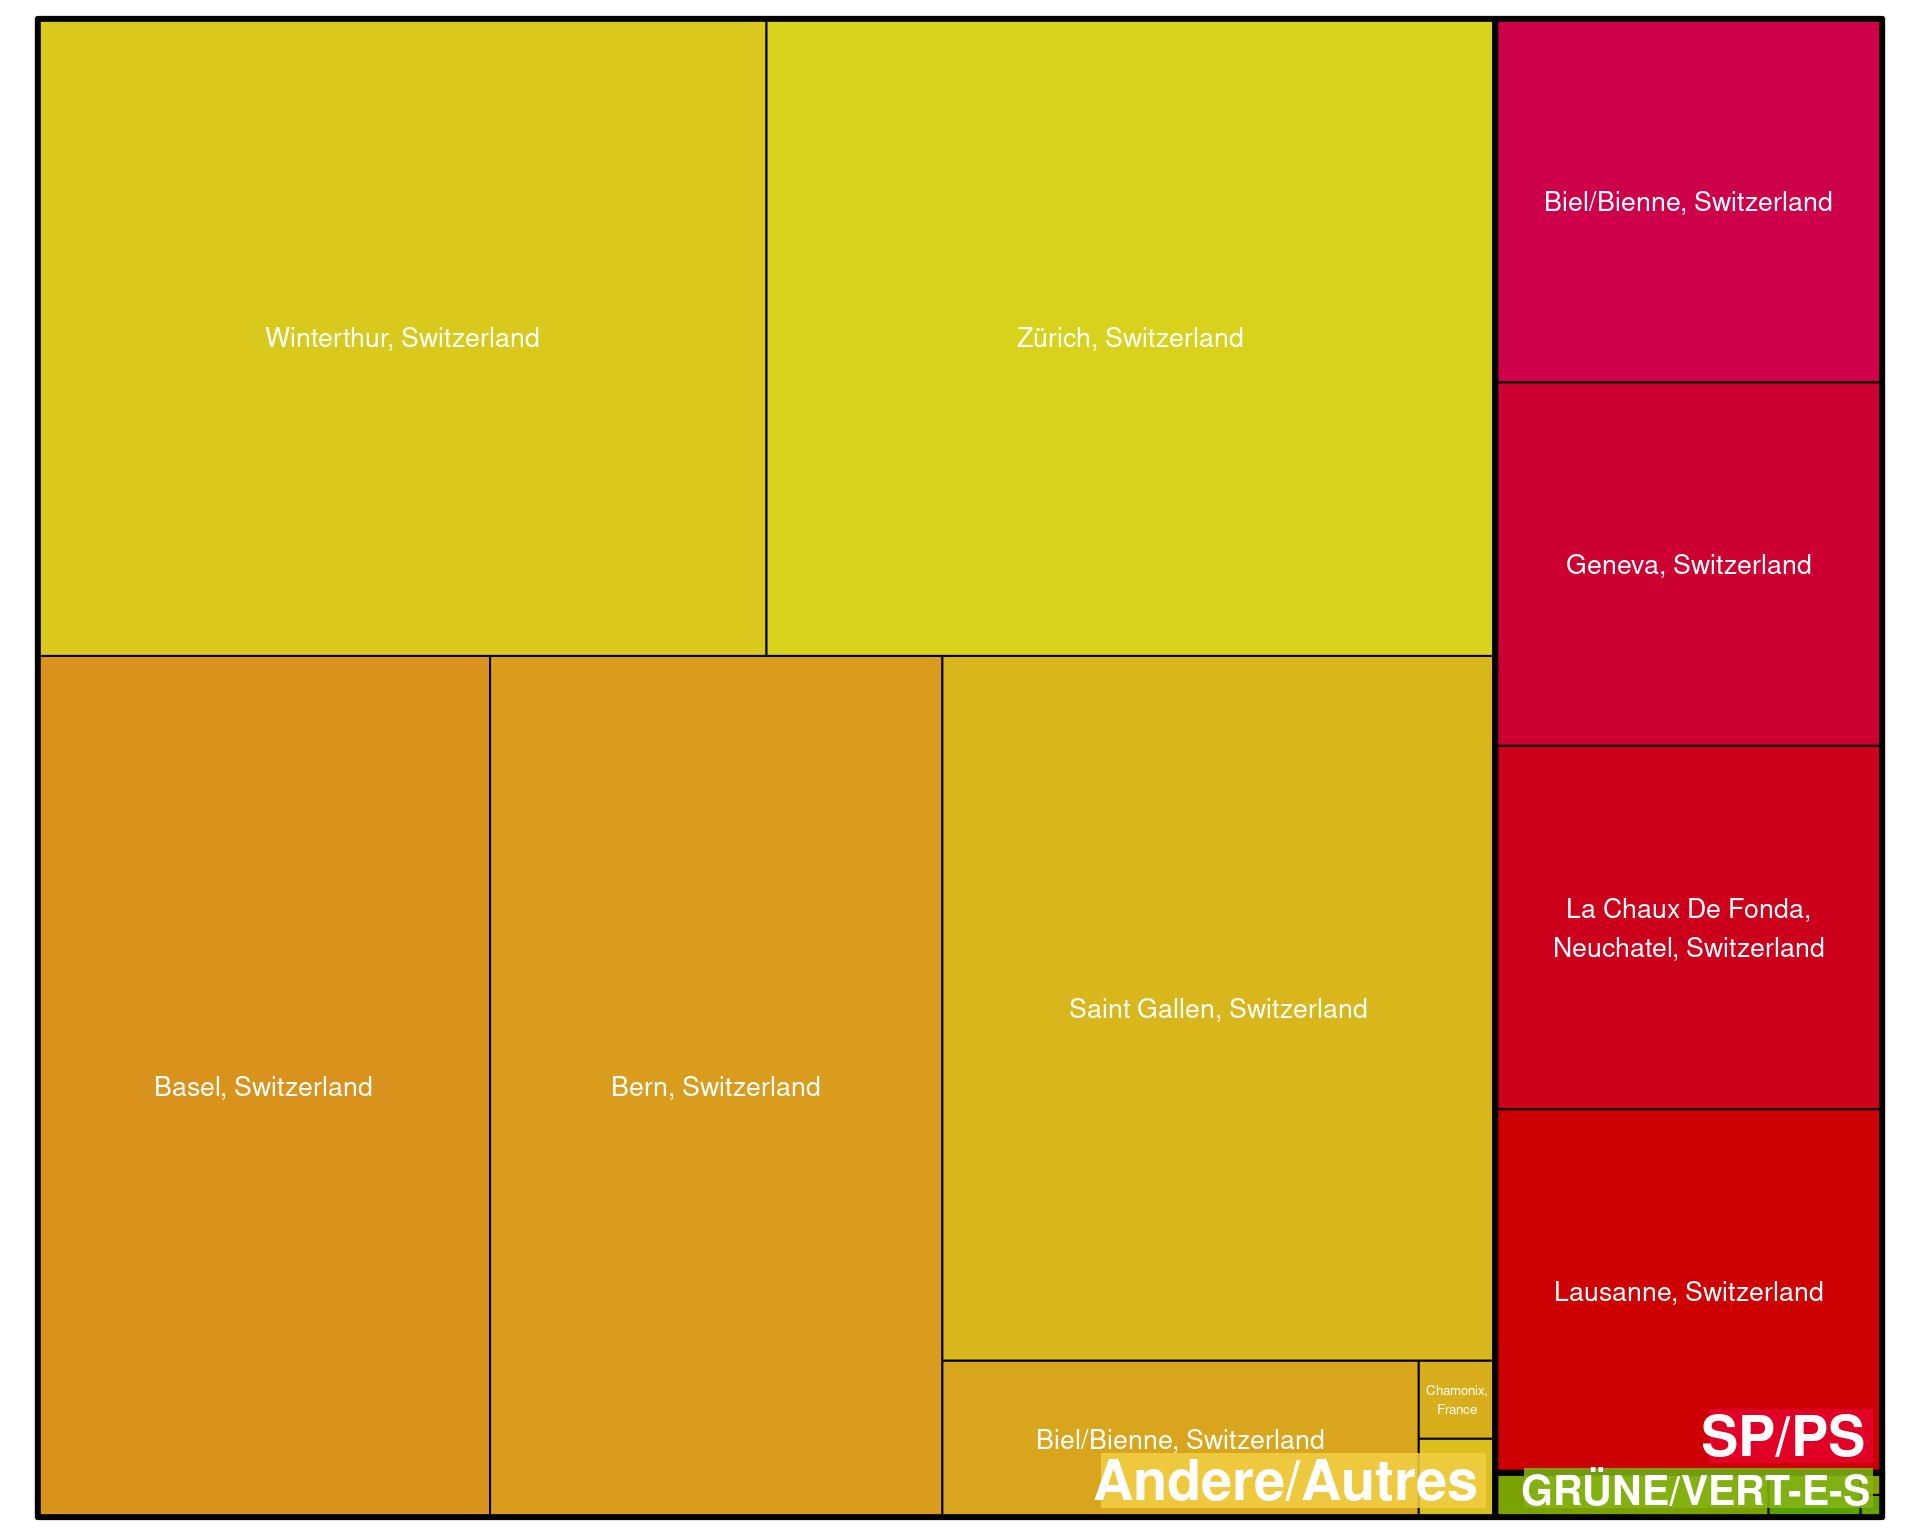 Winterthur, Switzerland
Zürich, Switzerland
Biel/Bienne, Switzerland
Geneva, Switzerland
La Chaux De Fonda,
Neuchatel, Switzerland
Saint Gallen, Switzerland
Basel, Switzerland
Bern, Switzerland
Lausanne, Switzerland
Chamonix,
France
Biel/Bienne, Switzerland
SP/PS
Andere/Autres
GRÜNE/VERT-E-S